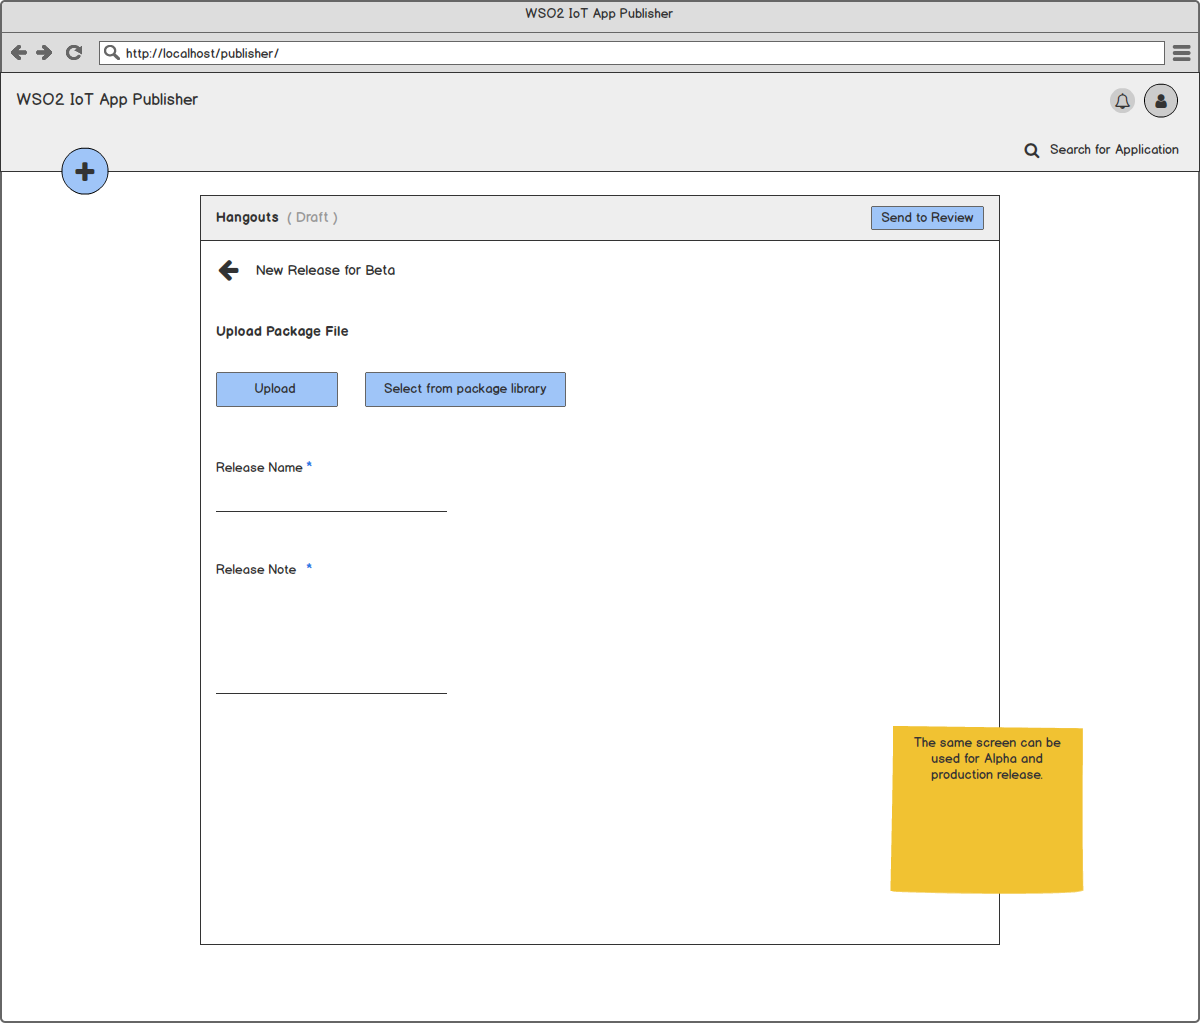 WSO2 IoT App Publisher
http://localhost/publisher/
WSO2 IoT App Publisher
Search for Application
Hangouts ( Draft )
Send to Review
New Release for Beta
Upload Package File
Upload
Select from package library
Release Name *
Release Note *
The same screen can be
used for Alpha and
production release.